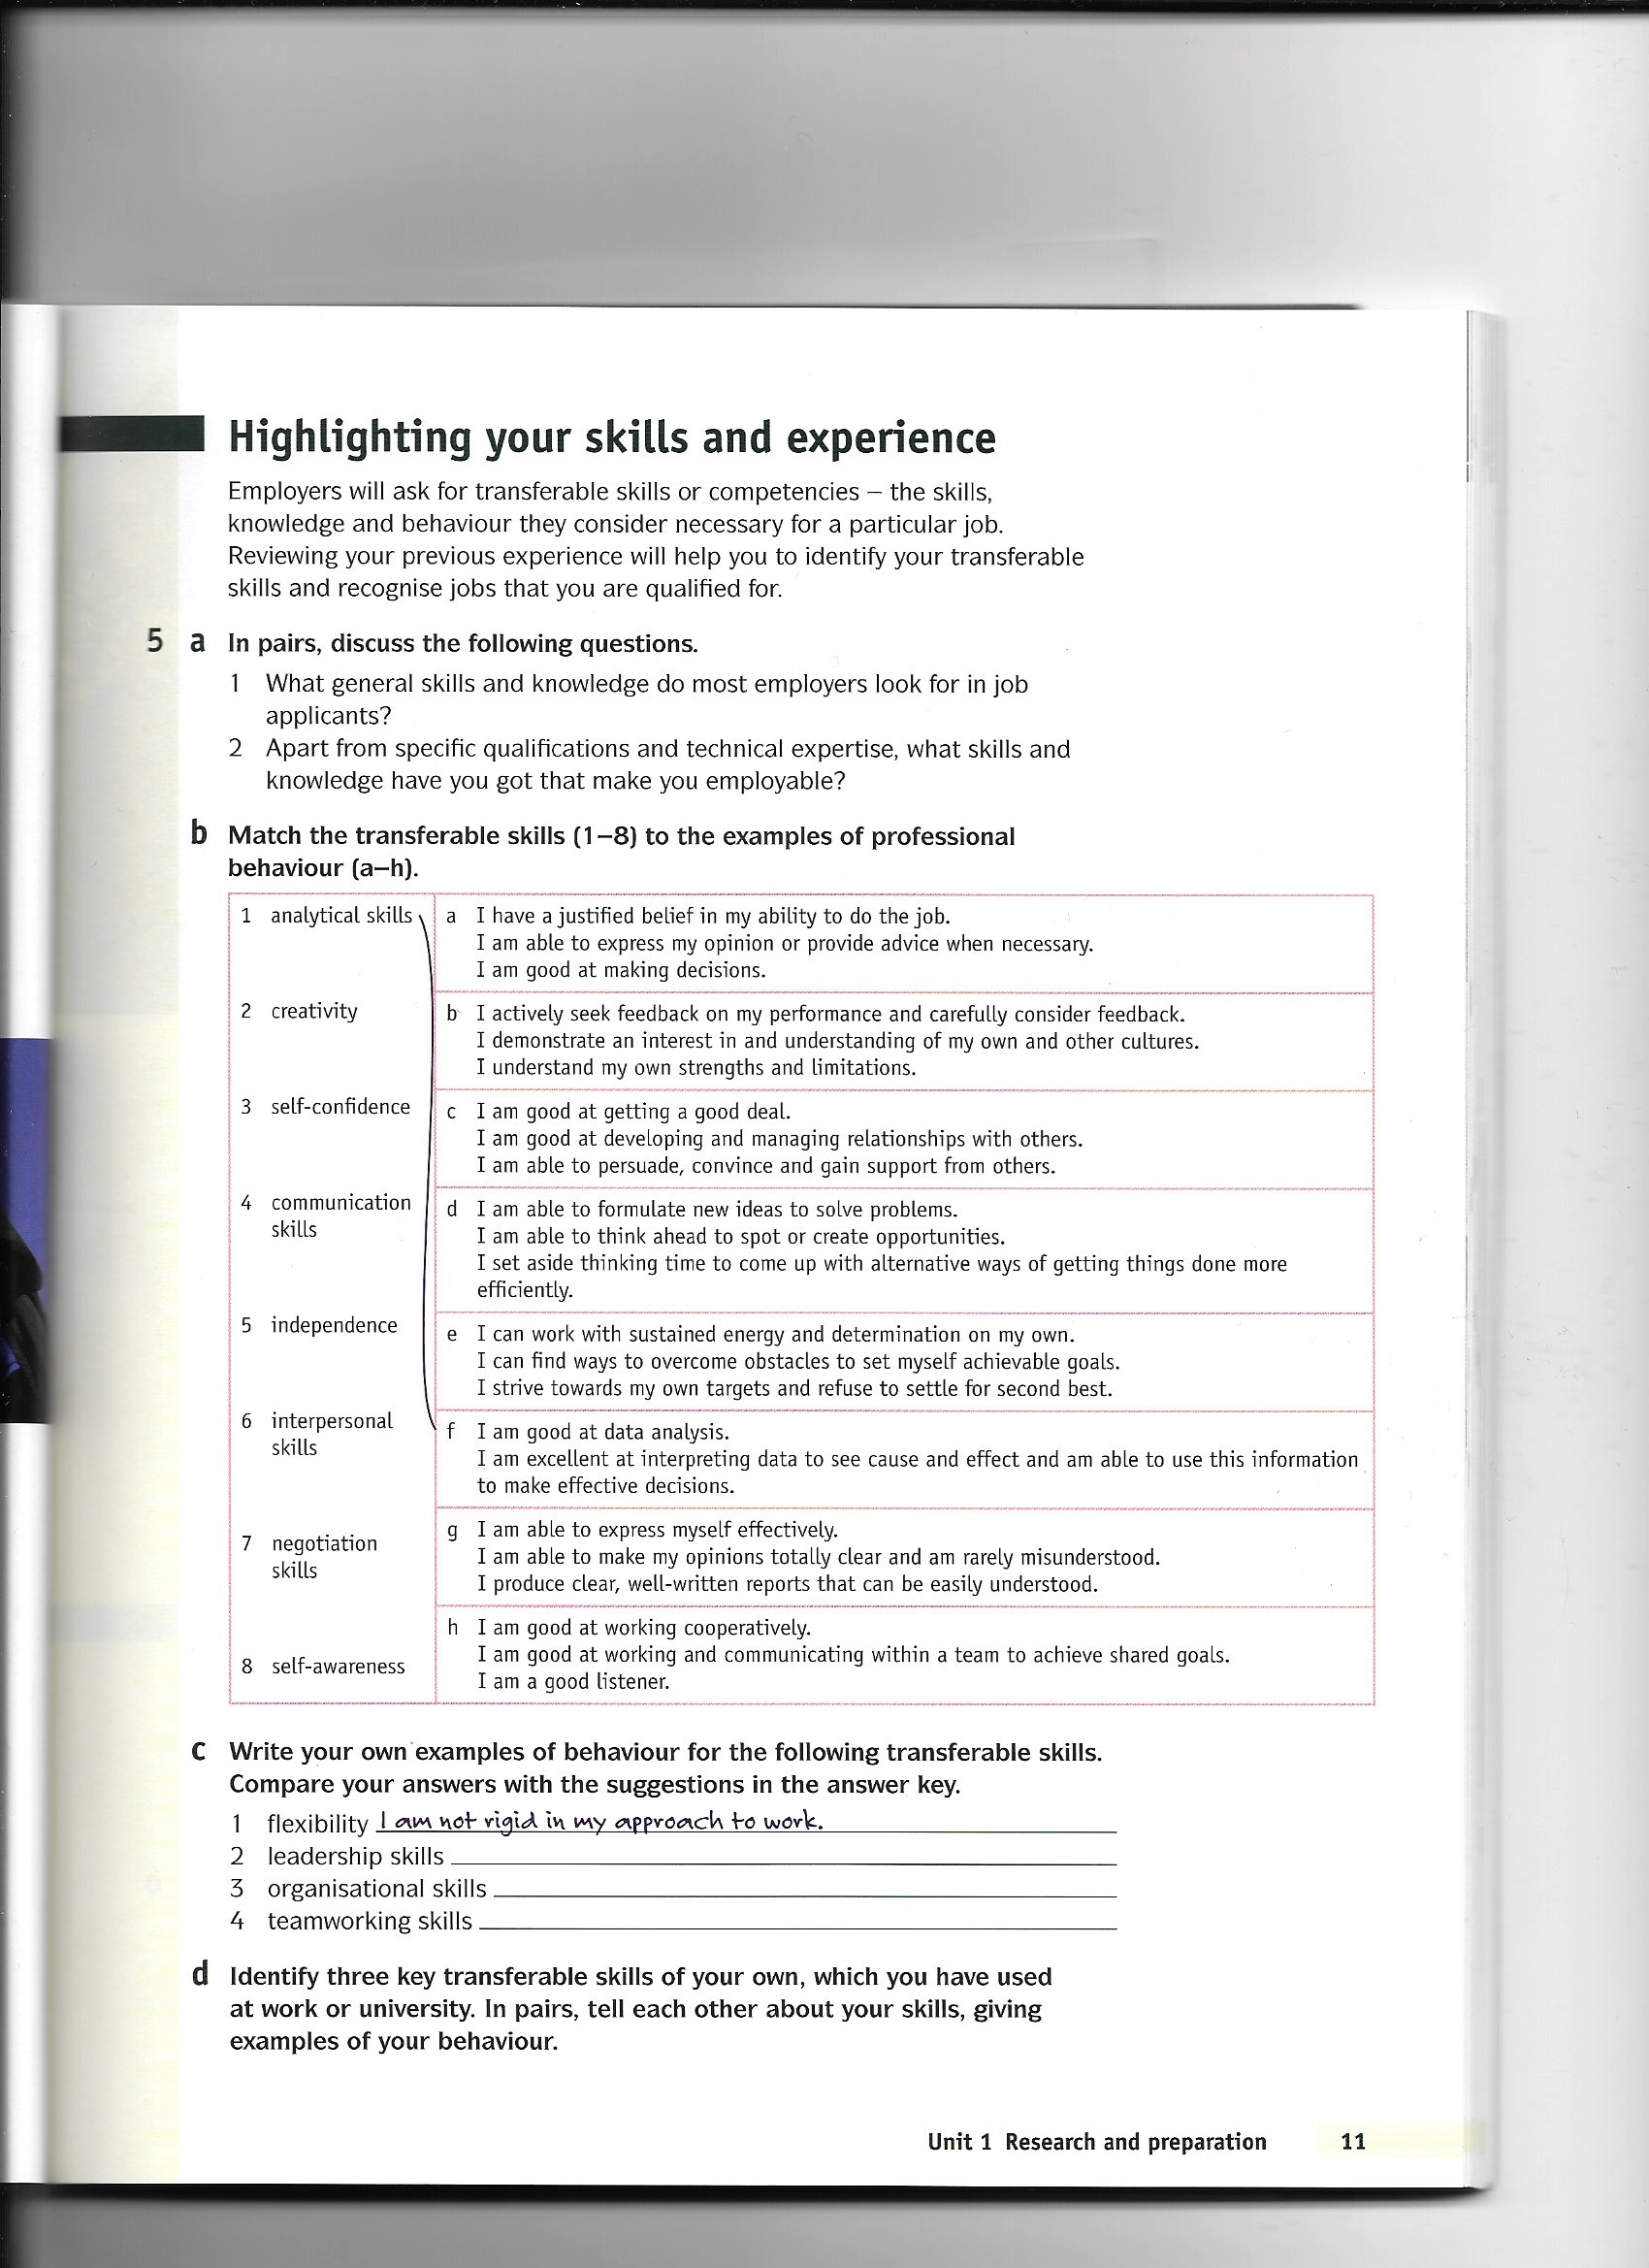 Highlighting your skills and experience
Employers will ask for transferable skills or competencies – the skills,
knowledge and behaviour they consider necessary for a particular job.
Reviewing your previous experience will help you to identify your transferable
skills and recognise jobs that you are qualified for.
5 a In pairs, discuss the following questions.
1 What general skills and knowledge do most employers look for in job
applicants?
2 Apart from specific qualifications and technical expertise, what skills and
knowledge have you got that make you employable?
b Match the transferable skills (1–8) to the examples of professional
behaviour (a–h).
1 analytical skills
2 creativity
3 self-confidence
4 communication
skills
5 independence
6 interpersonal
skills
7 negotiation
skills
8 self-awareness
a I have a justified belief in my ability to do the job.
I am able to express my opinion or provide advice when necessary.
I am good at making decisions.
b I actively seek feedback on my performance and carefully consider feedback.
I demonstrate an interest in and understanding of my own and other cultures.
I understand my own strengths and limitations.
c I am good at getting a good deal.
I am good at developing and managing relationships with others.
I am able to persuade, convince and gain support from others.
d I am able to formulate new ideas to solve problems.
I am able to think ahead to spot or create opportunities.
I set aside thinking time to come up with alternative ways of getting things done more
efficiently.
e I can work with sustained energy and determination on my own.
I can find ways to overcome obstacles to set myself achievable goals.
I strive towards my own targets and refuse to settle for second best.
f I am good at data analysis.
I am excellent at interpreting data to see cause and effect and am able to use this information
to make effective decisions.
g I am able to express myself effectively.
I am able to make my opinions totally clear and am rarely misunderstood.
I produce clear, well-written reports that can be easily understood.
h I am good at working cooperatively.
I am good at working and communicating within a team to achieve shared goals.
I am a good listener.
c Write your own examples of behaviour for the following transferable skills.
Compare your answers with the suggestions in the answer key.
1 flexibility I am not rigid in my approach to work.
2 leadership skills
3 organisational skills
4 teamworking skills
d Identify three key transferable skills of your own, which you have used
at work or university. In pairs, tell each other about your skills, giving
examples of your behaviour.
Unit 1 Research and preparation 11